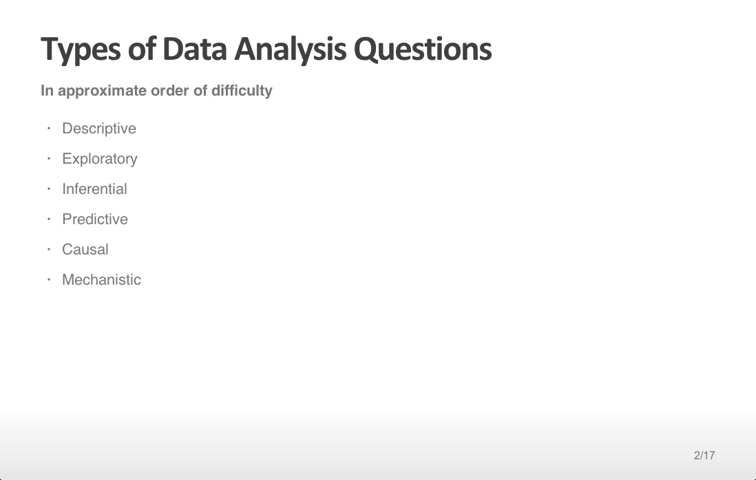 Types of Data Analysis Questions
In approximate order of difficulty
· Descriptive
· Exploratory
· Inferential
· Predictive
· Causal
· Mechanistic
2/17